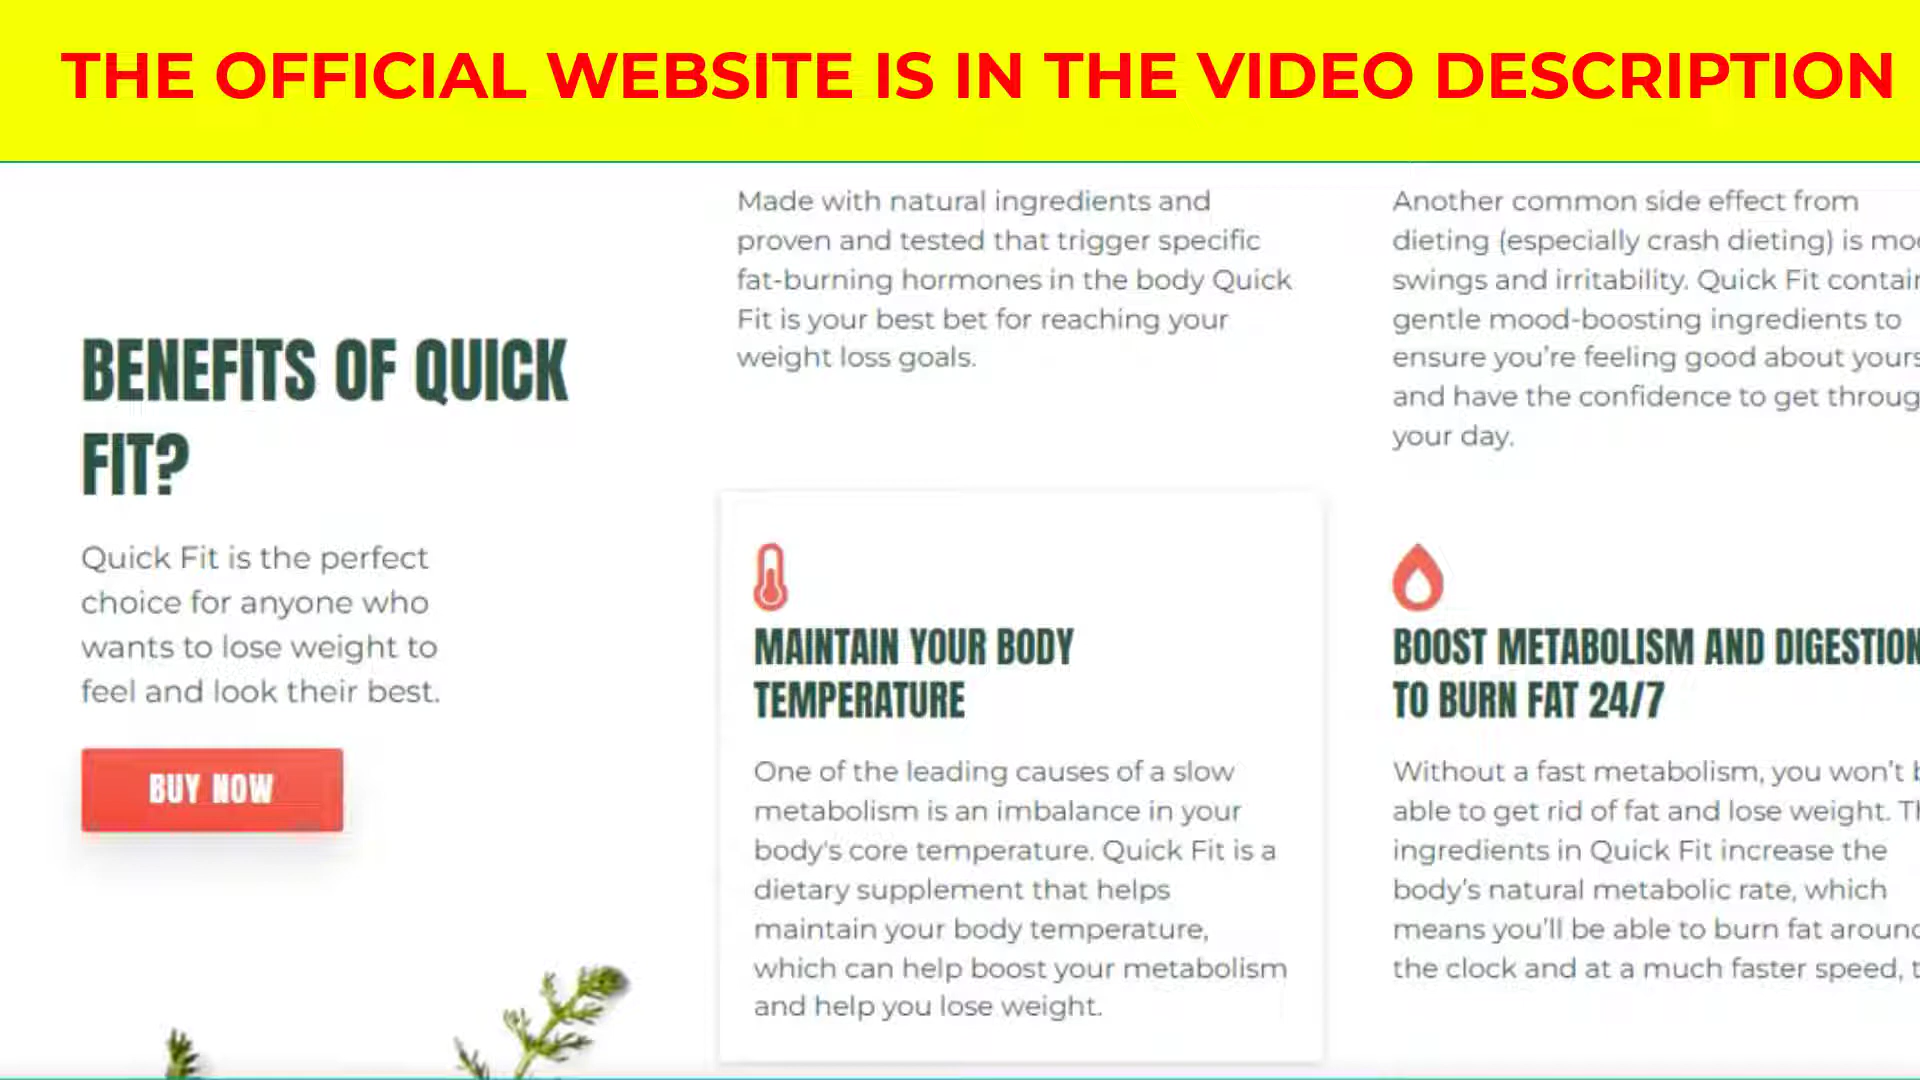 THE OFFICIAL WEBSITE IS IN THE VIDEO DESCRIPTION
BENEFITS OF QUICK
FIT?
Quick Fit is the perfect
choice for anyone who
wants to lose weight to
feel and look their best.
BUY NOW
Made with natural ingredients and
proven and tested that trigger specific
fat-burning hormones in the body Quick
Fit is your best bet for reaching your
weight loss goals.
Another common side effect from
dieting (especially crash dieting) is
swings and irritability. Quick Fit
gentle mood-boosting ingredients to
ensure you’re feeling good about
and have the confidence to get
your day.
MAINTAIN YOUR BODY
TEMPERATURE
One of the leading causes of a slow
metabolism is an imbalance in your
body's core temperature. Quick Fit is a
dietary supplement that helps
maintain your body temperature,
which can help boost your metabolism
and help you lose weight.
BOOST METABOLISM AND DIGESTION
TO BURN FAT 24/7
Without a fast metabolism, you won’t
able to get rid of fat and lose weight.
ingredients in Quick Fit increase the
body’s natural metabolic rate, which
means you’ll be able to burn fat
the clock and at a much faster speed,